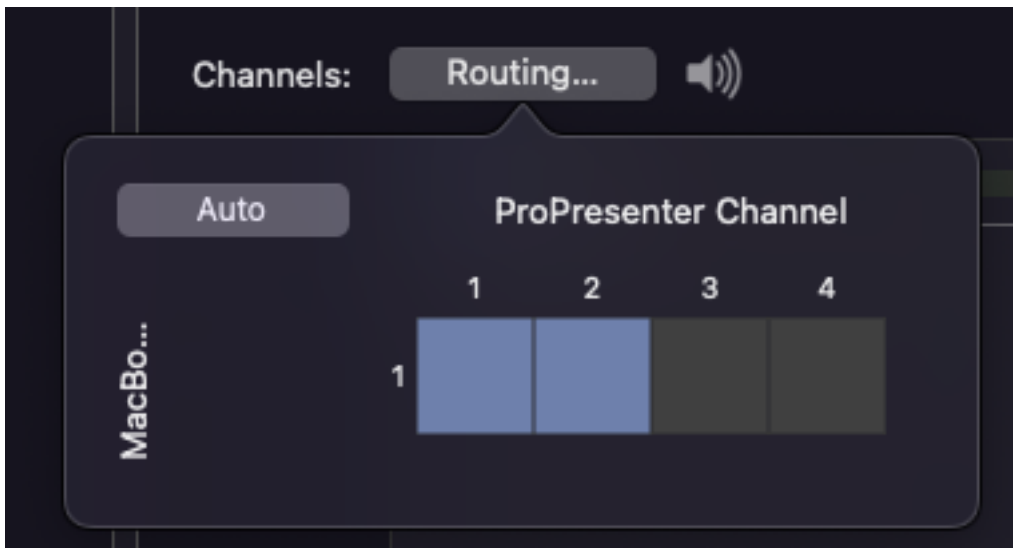 Channels: Routing...
Auto ProPresenter Channel
1 2 3 4
MacBo...
1